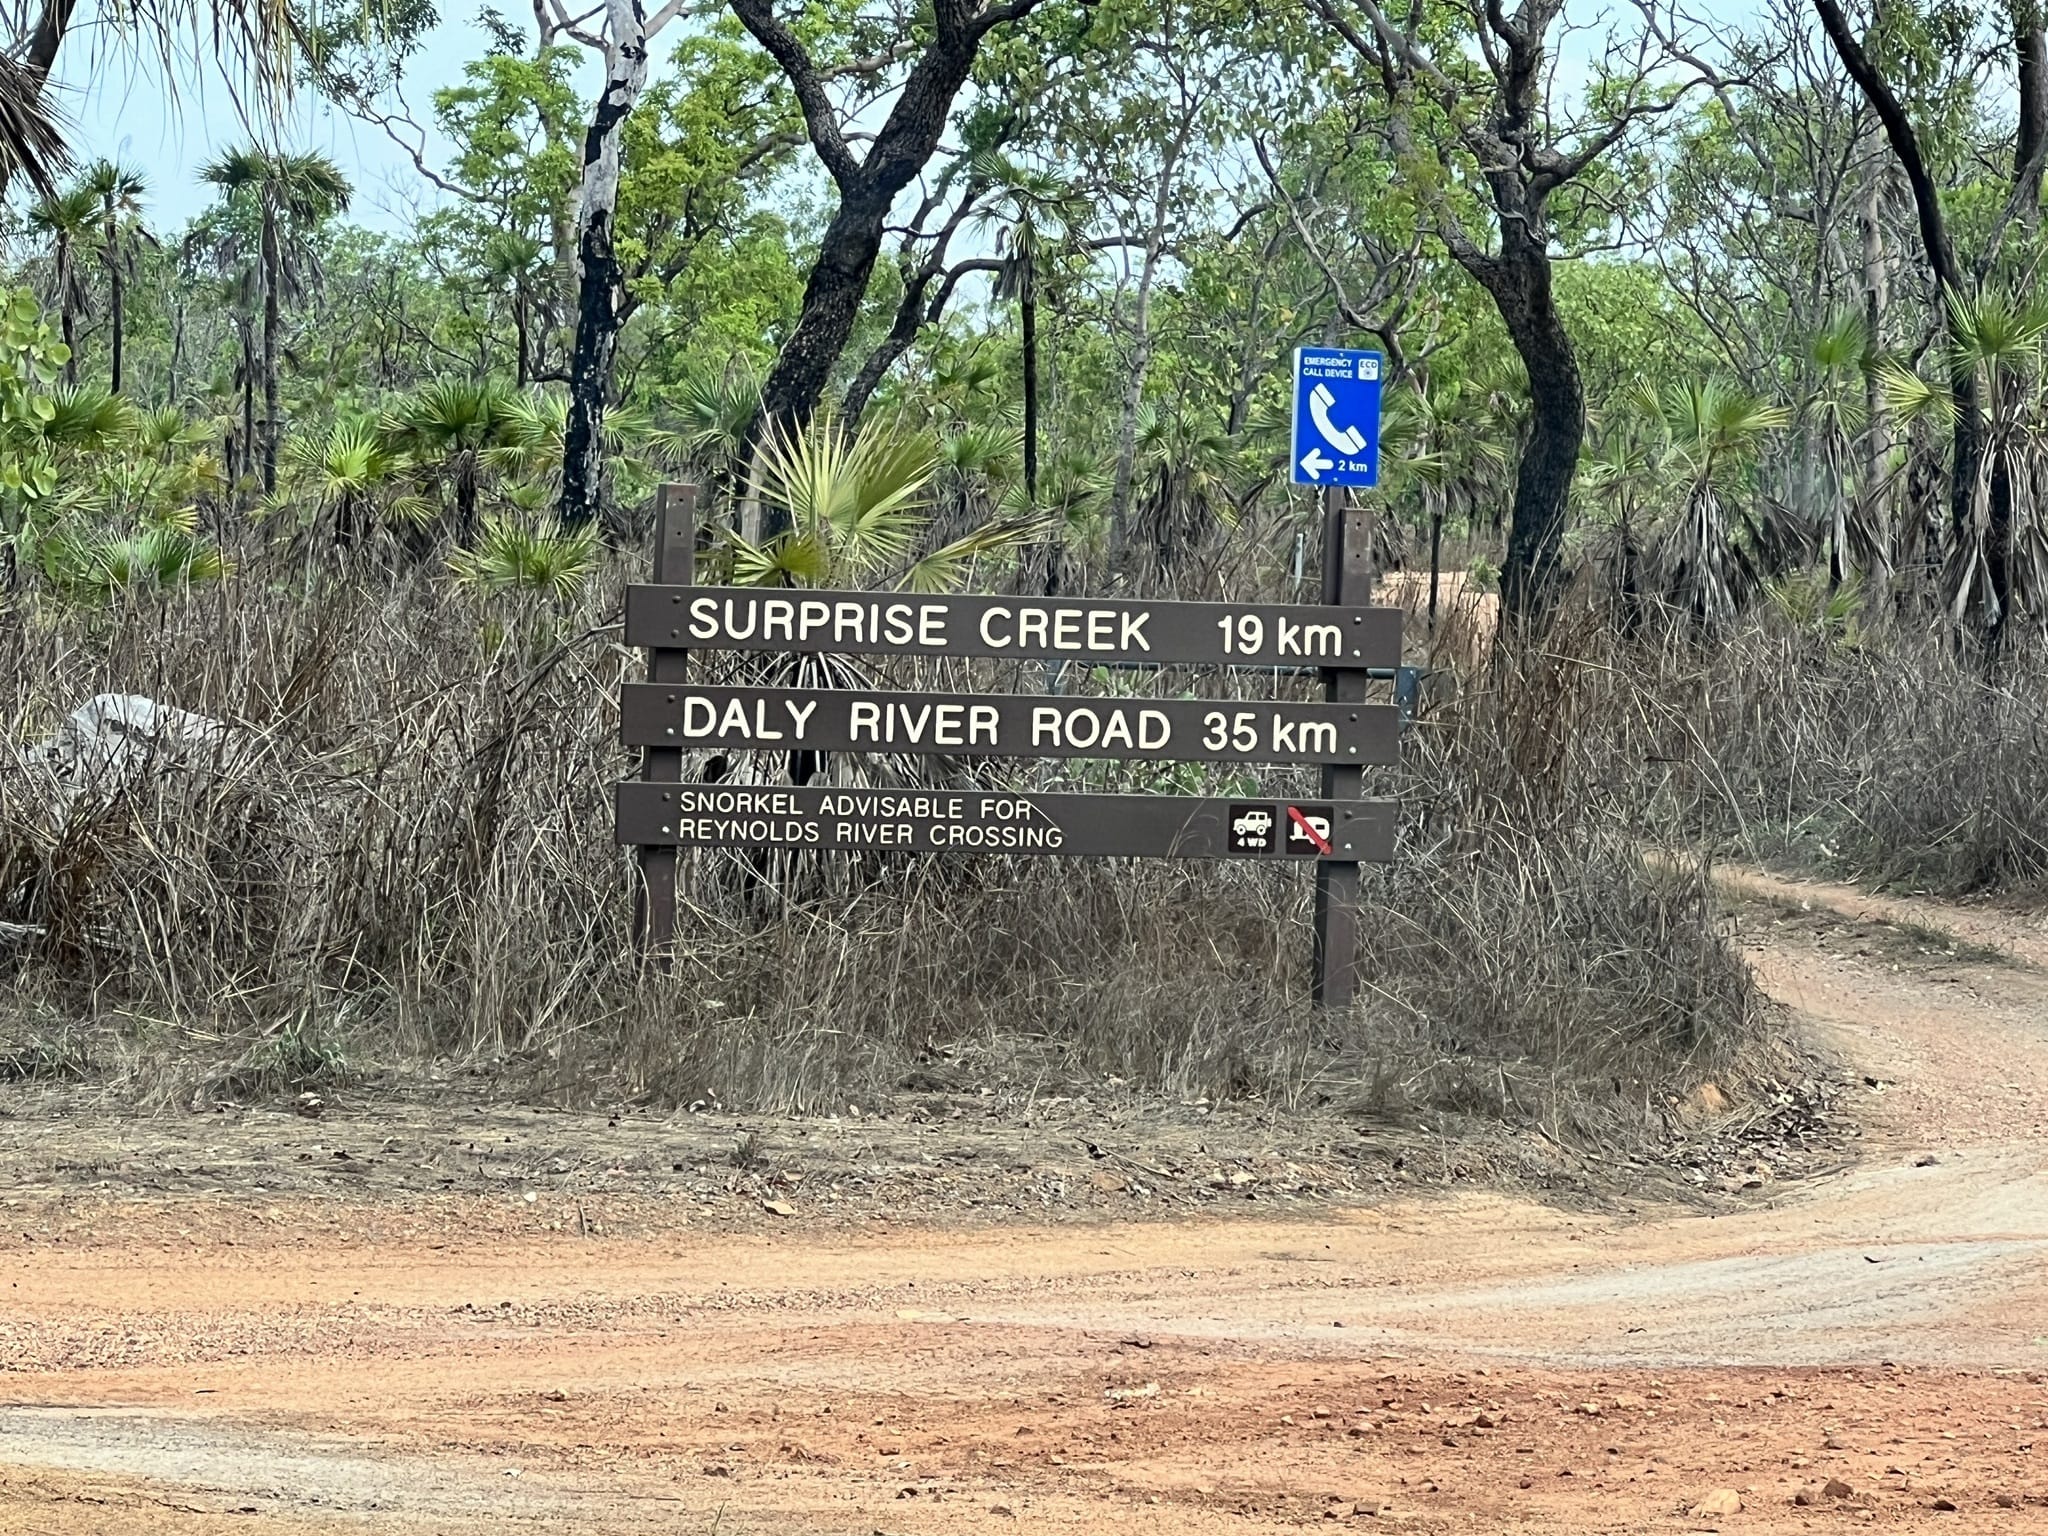 EMERGENCY ECD
CALL DEVICE
2 km
SURPRISE CREEK 19 km
DALY RIVER ROAD 35 km
SNORKEL ADVISABLE FOR
REYNOLDS RIVER CROSSING
4WD